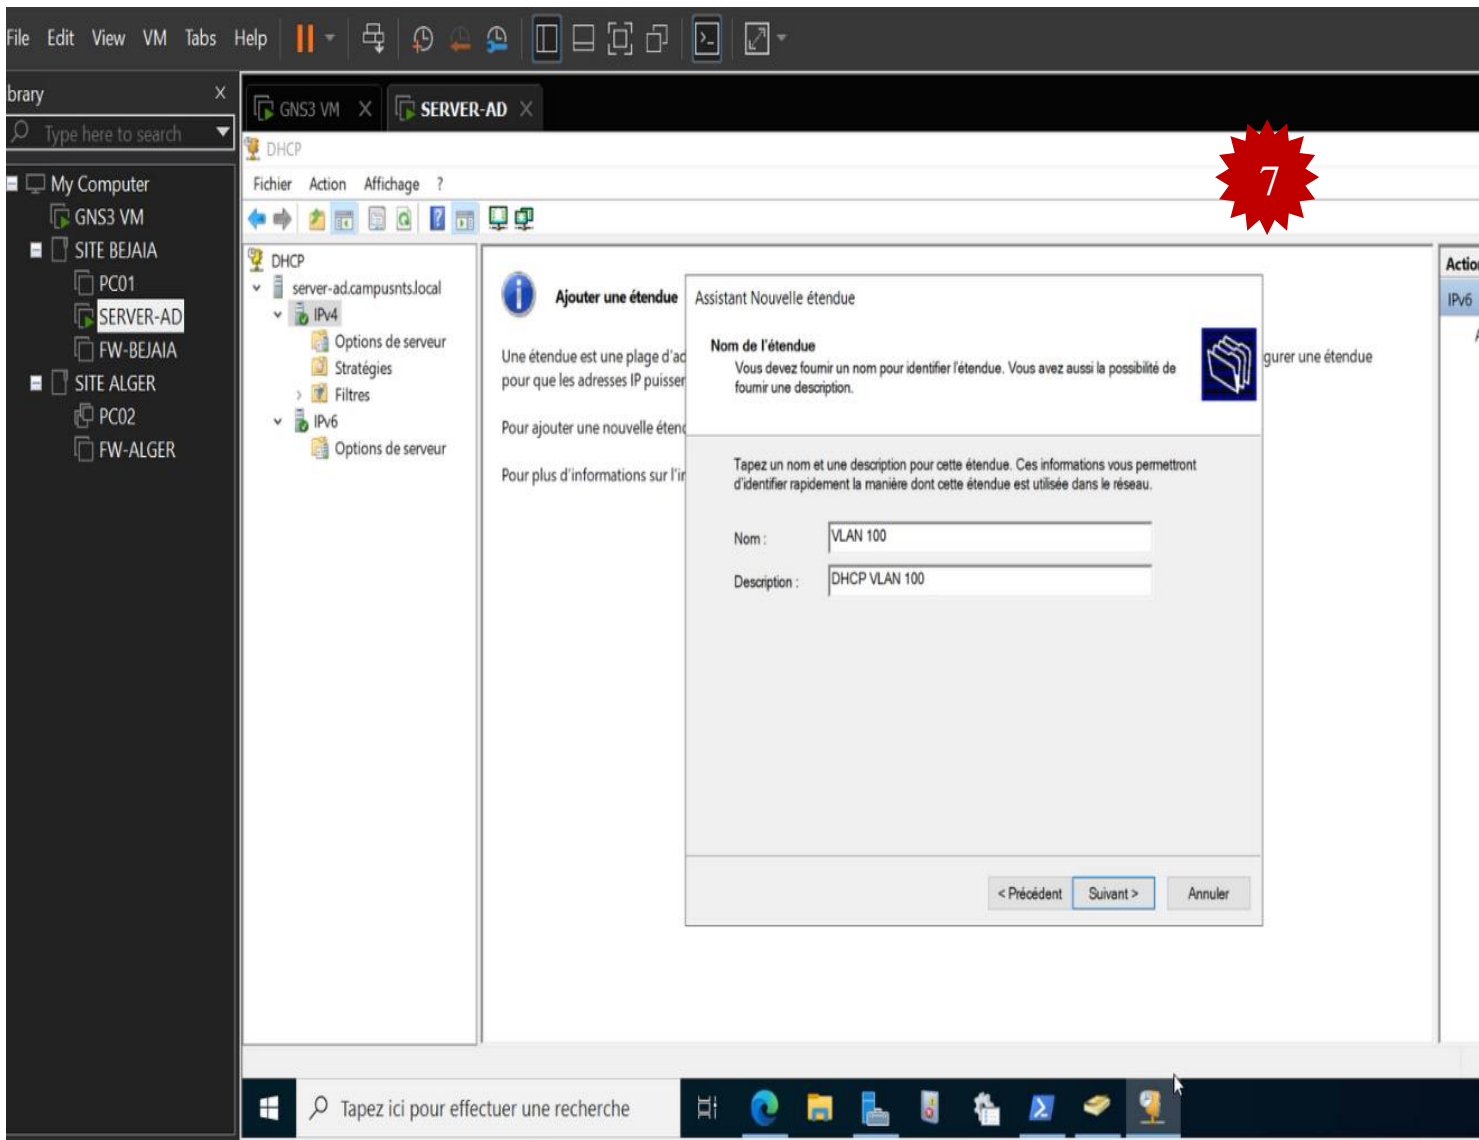 File Edit View VM Tabs Help
brary
Type here to search
My Computer
GNS3 VM
SITE BEJAIA
PC01
SERVER-AD
FW-BEJAIA
SITE ALGER
PC02
FW-ALGER
GNS3 VM
SERVER-AD
DHCP
7
Fichier Action Affichage ?
DHCP
server-ad.campusnts.local
IPv4
Options de serveur
Stratégies
Filtres
IPv6
Options de serveur
Ajouter une étendue
Une étendue est une plage d'ad
gurer une étendue
pour que les adresses IP puisser
Pour ajouter une nouvelle étend
Pour plus d'informations sur l'ir
Assistant Nouvelle étendue
Nom de l'étendue
Vous devez fournir un nom pour identifier l'étendue. Vous avez aussi la possibilité de
fournir une description.
Tapez un nom et une description pour cette étendue. Ces informations vous permettront
d'identifier rapidement la manière dont cette étendue est utilisée dans le réseau.
Nom : VLAN 100
Description : DHCP VLAN 100
< Précédent Suivant > Annuler
Action
IPv6
A
Tapez ici pour effectuer une recherche